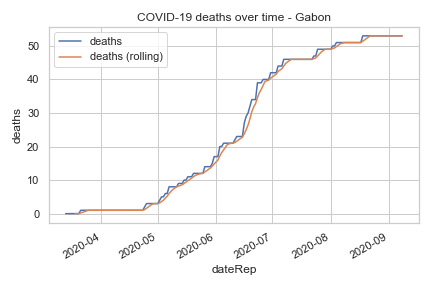 COVID-19 deaths over time - Gabon
deaths
deaths (rolling)
deaths
50
40
30
20
10
0
2020-04
2020-05
2020-06
2020-07
2020-08
2020-09
dateRep